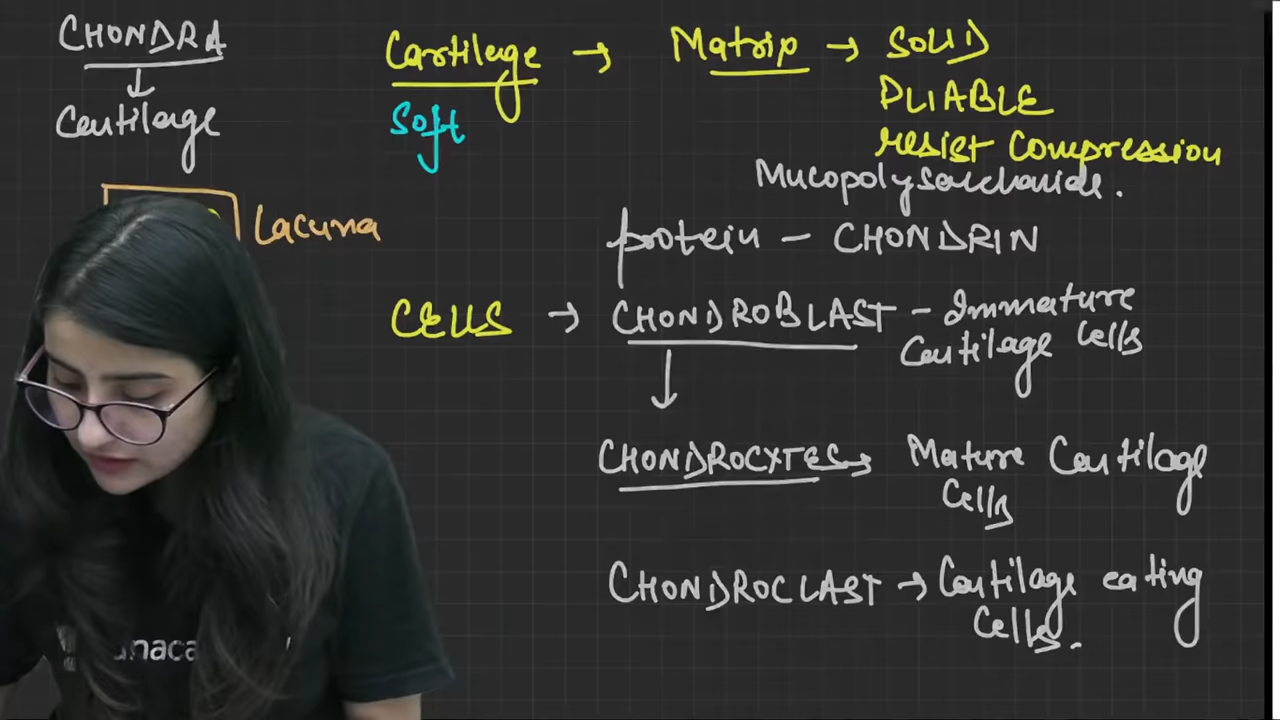 CHONDRA
↓
Cartilage
Cartilage → Matrix → SOLID
Soft
PLIABLE
resist compression
Mucopolysaccharide.
Lacuna
protein – CHONDRIN
CELLS → CHONDROBLAST – Immature
Cartilage Cells
↓
CHONDROCYTES → Mature Cartilage
Cells
CHONDROCLAST → Cartilage eating
Cells.